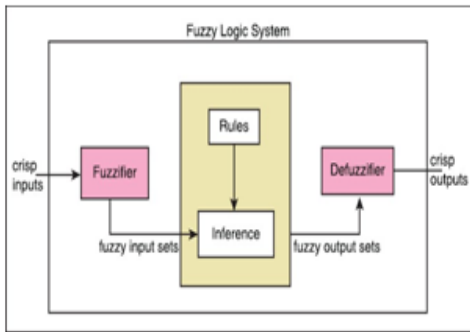 Fuzzy Logic System
Rules
crisp
inputs
Fuzzifier
Defuzzifier
crisp
outputs
fuzzy input sets
Inference
fuzzy output sets